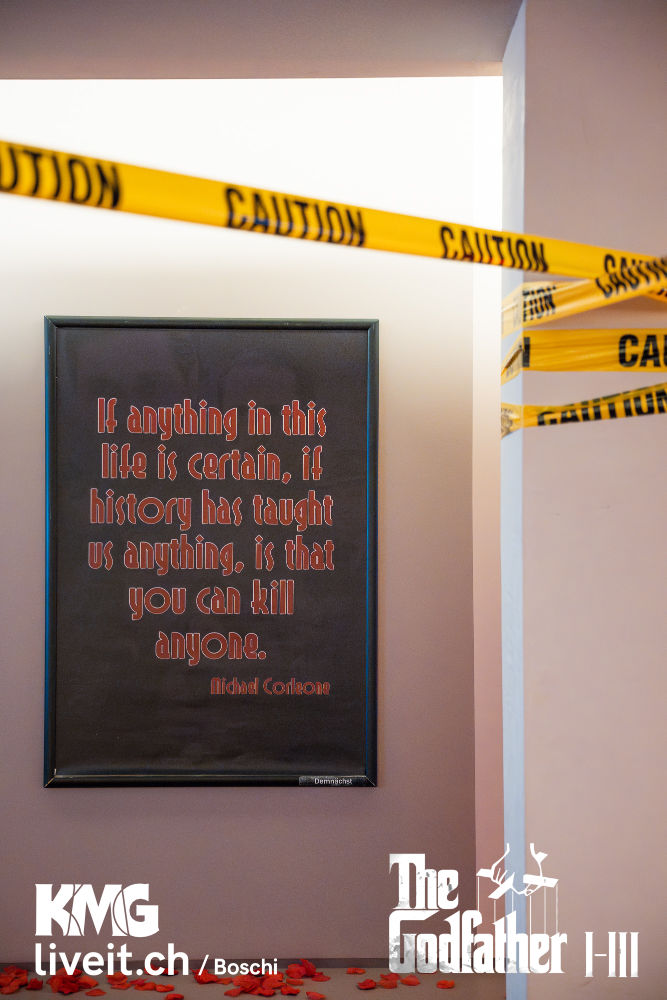 UTION CAUTION CAUTION CAUTION
CAUTION
CAU
CAUTION
If anything in this
life is certain, if
history has taught
us anything, is that
you can kill
anyone.
Michael Corleone
Demnächst
KMG
liveit.ch / Boschi
The
Godfather I-III